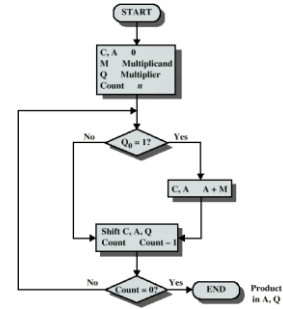 START
C, A 0
M Multiplicand
Q Multiplier
Count n
No
Q0 = 1?
Yes
C, A A + M
Shift C, A, Q
Count Count – 1
No
Count = 0?
Yes
END
Product
in A, Q